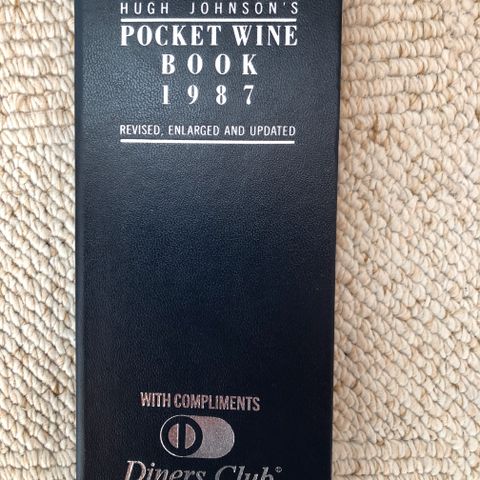 HUGH JOHNSON'S
POCKET WINE
BOOK
1987
REVISED, ENLARGED AND UPDATED
WITH COMPLIMENTS
Diners Club®